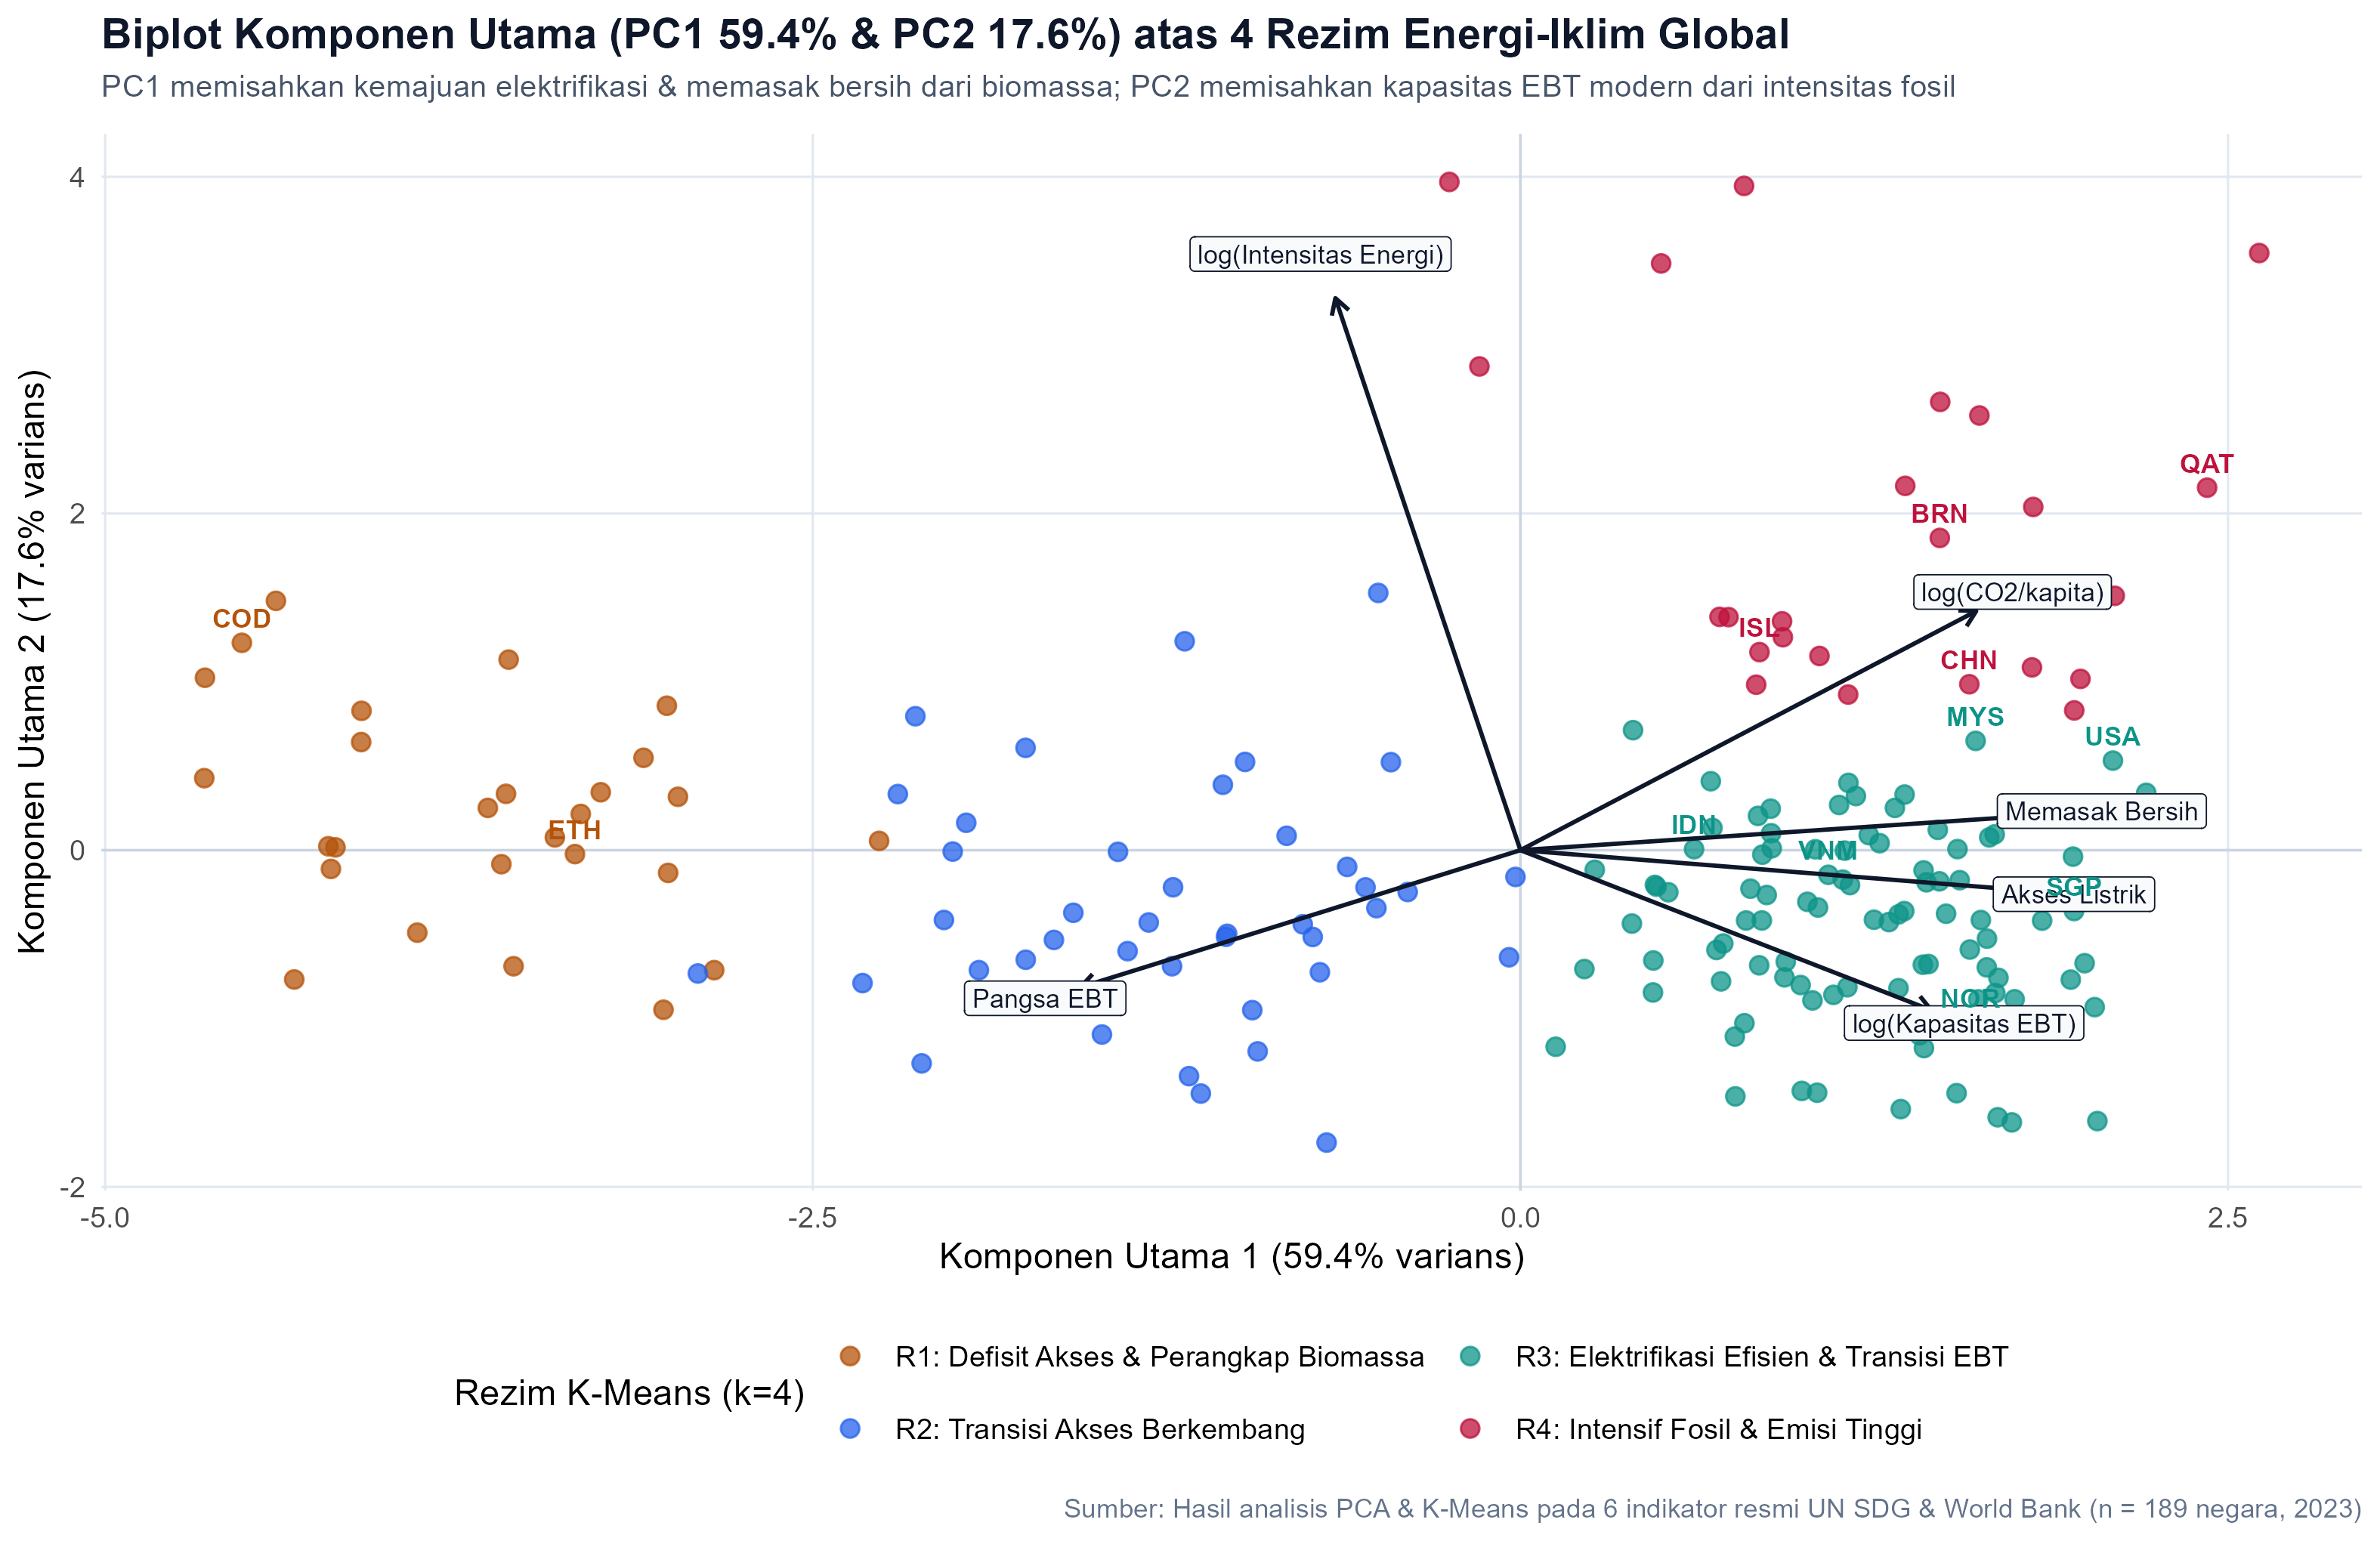 Biplot Komponen Utama (PC1 59.4% & PC2 17.6%) atas 4 Rezim Energi-Iklim Global
PC1 memisahkan kemajuan elektrifikasi & memasak bersih dari biomassa; PC2 memisahkan kapasitas EBT modern dari intensitas fosil
Komponen Utama 2 (17.6% varians)
4
2
0
-2
log(Intensitas Energi)
QAT
BRN
log(CO2/kapita)
COD
ISL
CHN
MYS
USA
Memasak Bersih
IDN
ETH
VNM
SGP
Akses Listrik
Pangsa EBT
NOR
log(Kapasitas EBT)
-5.0
-2.5
0.0
2.5
Komponen Utama 1 (59.4% varians)
Rezim K-Means (k=4)
R1: Defisit Akses & Perangkap Biomassa
R2: Transisi Akses Berkembang
R3: Elektrifikasi Efisien & Transisi EBT
R4: Intensif Fosil & Emisi Tinggi
Sumber: Hasil analisis PCA & K-Means pada 6 indikator resmi UN SDG & World Bank (n = 189 negara, 2023)